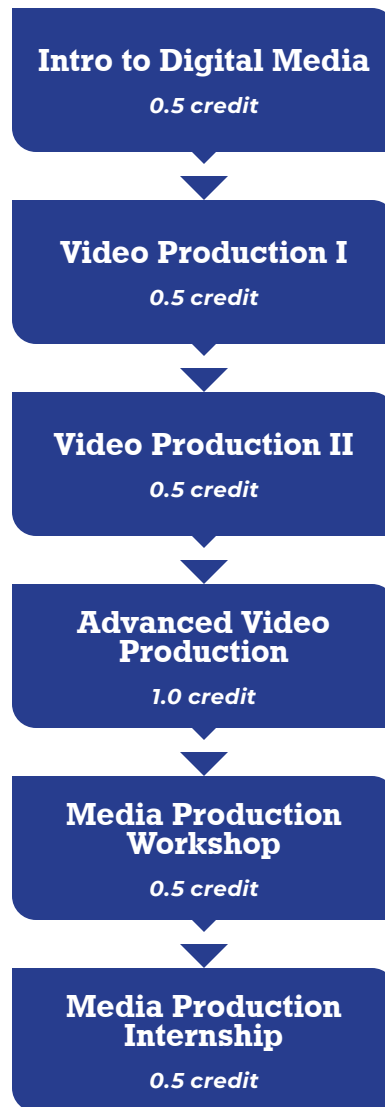 Intro to Digital Media
0.5 credit
Video Production I
0.5 credit
Video Production II
0.5 credit
Advanced Video
Production
1.0 credit
Media Production
Workshop
0.5 credit
Media Production
Internship
0.5 credit